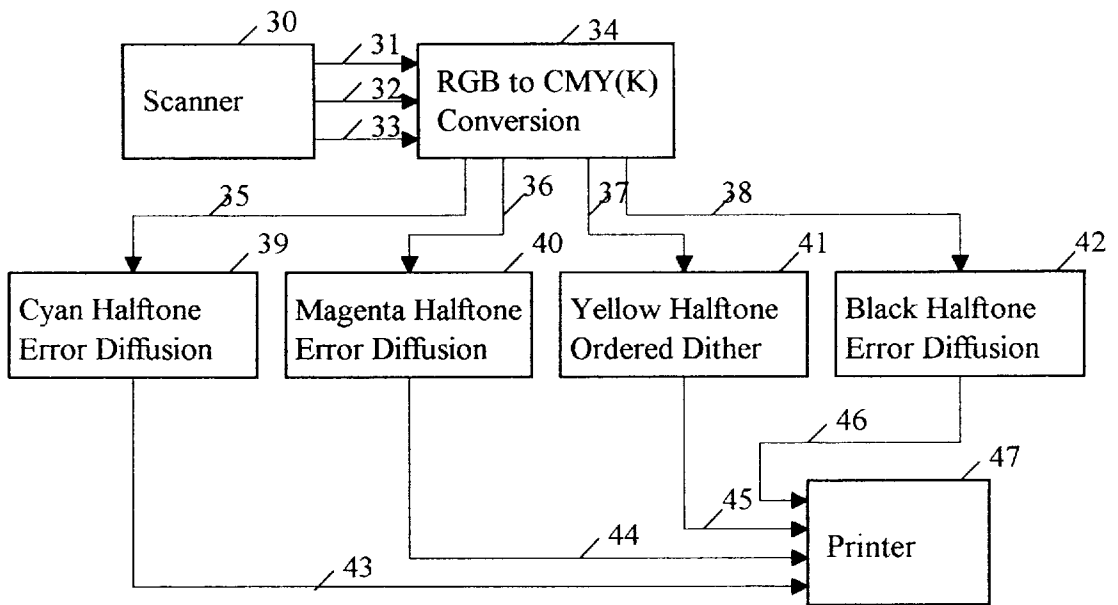 30
31
34
Scanner
32
33
RGB to CMY(K)
Conversion
35
36
37
38
39
40
41
42
Cyan Halftone
Error Diffusion
Magenta Halftone
Error Diffusion
Yellow Halftone
Ordered Dither
Black Halftone
Error Diffusion
46
47
45
44
43
Printer